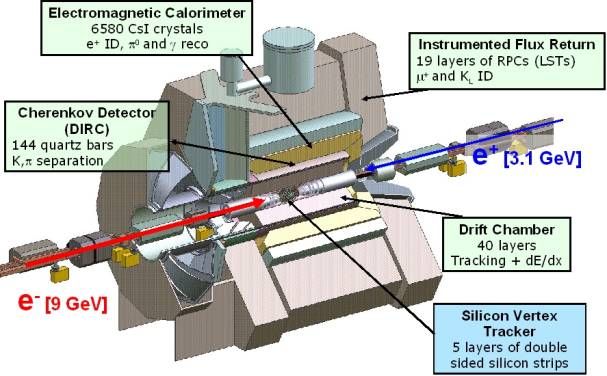 Electromagnetic Calorimeter
6580 CsI crystals
e⁺ ID, π⁰ and γ reco
Instrumented Flux Return
19 layers of RPCs (LSTs)
μ⁺ and K_L ID
Cherenkov Detector
(DIRC)
144 quartz bars
K,π separation
e⁺ [3.1 GeV]
Drift Chamber
40 layers
Tracking + dE/dx
e⁻ [9 GeV]
Silicon Vertex
Tracker
5 layers of double
sided silicon strips